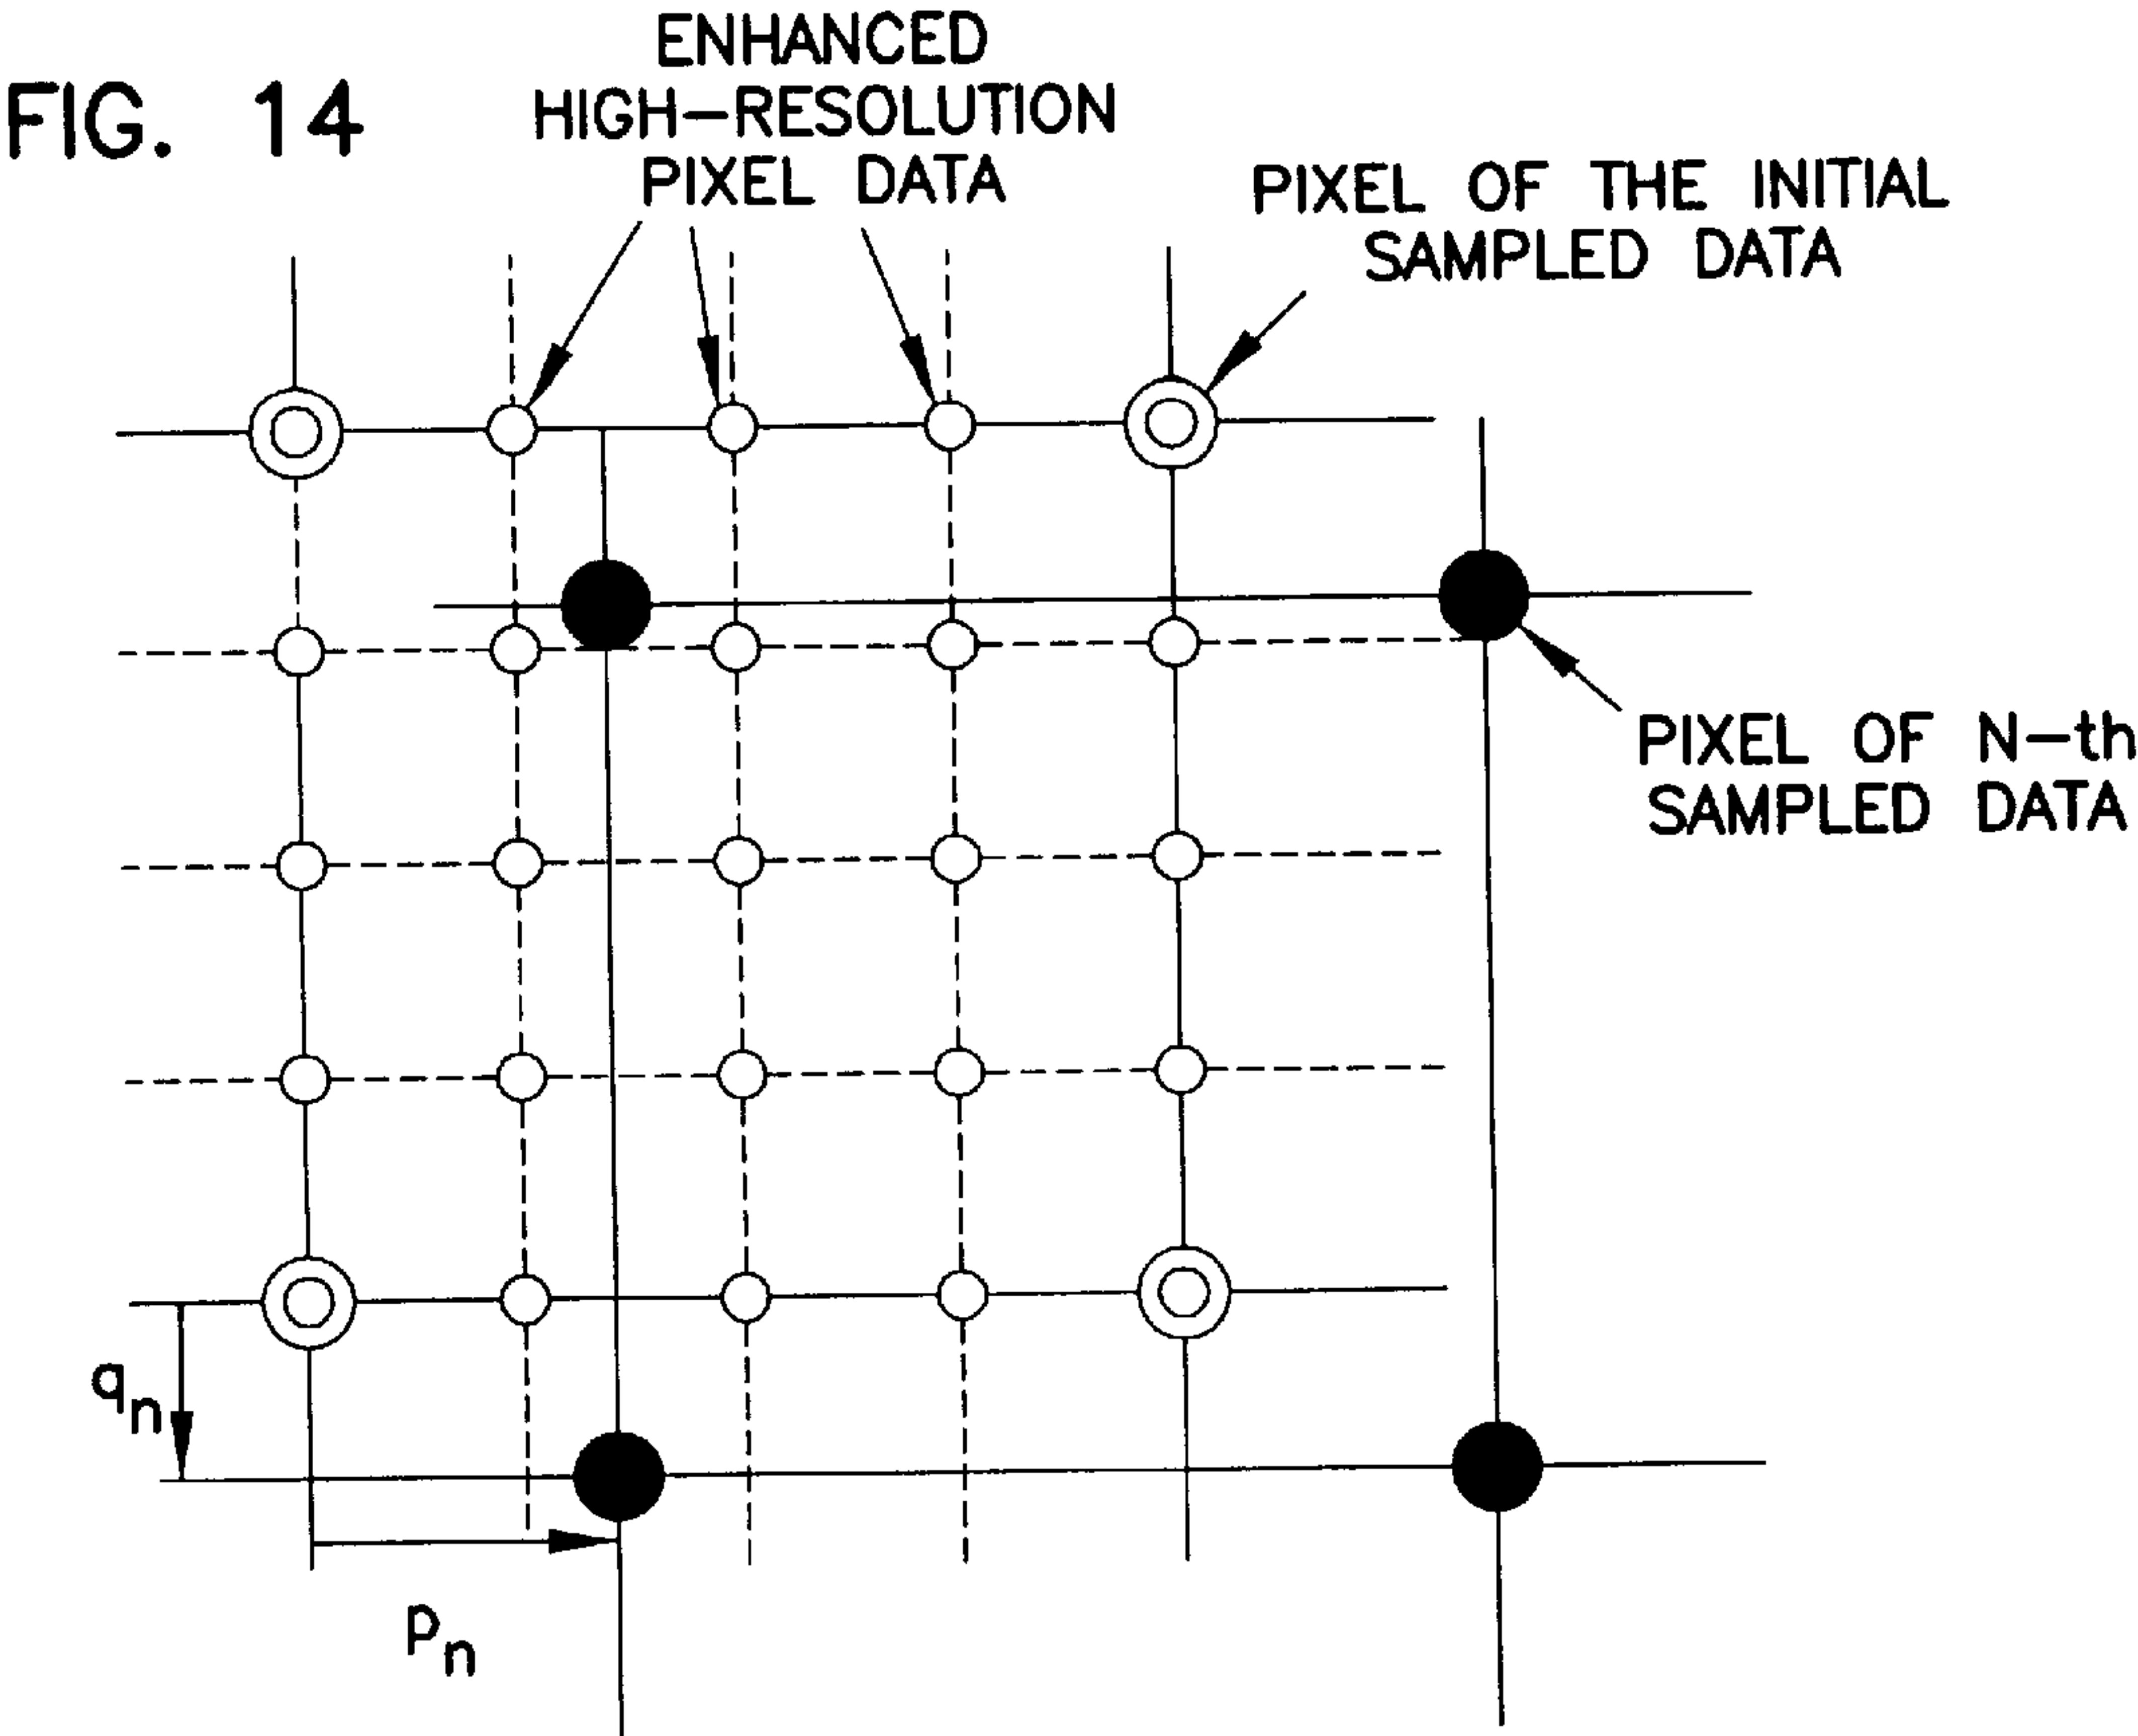 FIG. 14
ENHANCED
HIGH-RESOLUTION
PIXEL DATA
PIXEL OF THE INITIAL
SAMPLED DATA
PIXEL OF N-th
SAMPLED DATA
qn
pn